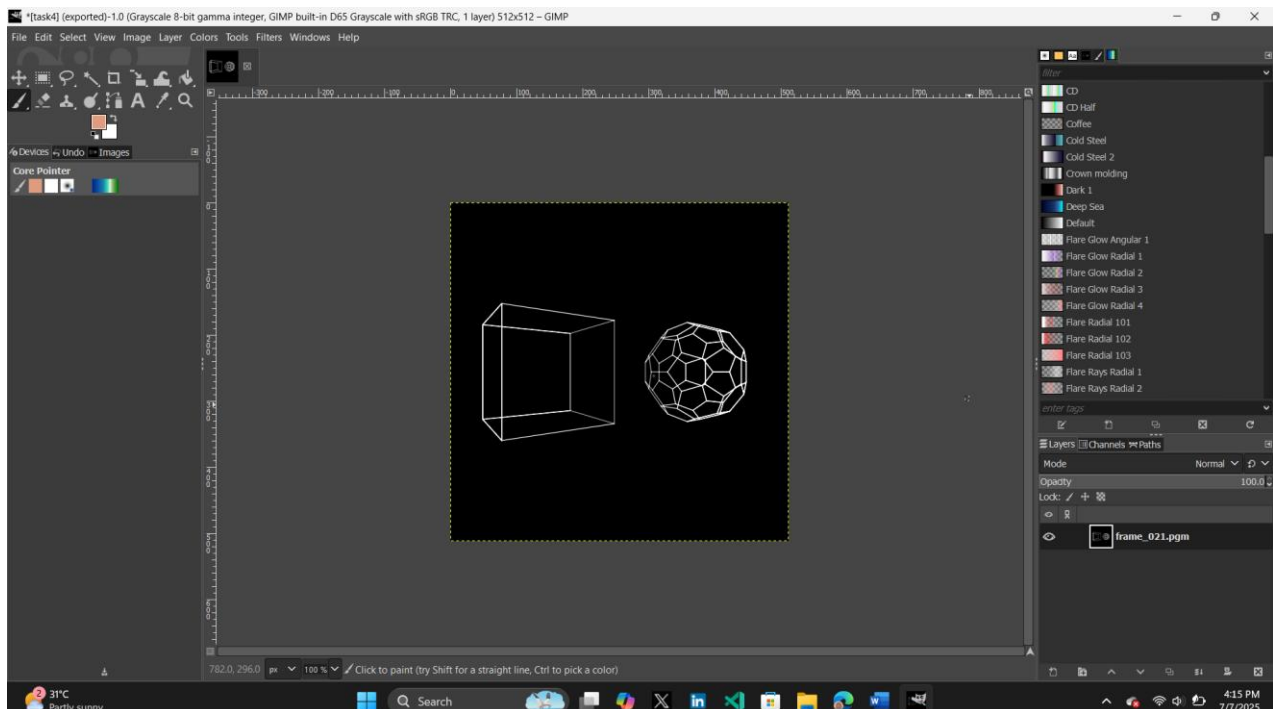 *[task4] (exported)-1.0 (Grayscale 8-bit gamma integer, GIMP built-in D65 Grayscale with sRGB TRC, 1 layer) 512x512 – GIMP
File Edit Select View Image Layer Colors Tools Filters Windows Help
Devices Undo Images
Core Pointer
filter
CD
CD Half
Coffee
Cold Steel
Cold Steel 2
Crown molding
Dark 1
Deep Sea
Default
Flare Glow Angular 1
Flare Glow Radial 1
Flare Glow Radial 2
Flare Glow Radial 3
Flare Glow Radial 4
Flare Radial 101
Flare Radial 102
Flare Radial 103
Flare Rays Radial 1
Flare Rays Radial 2
enter tags
Layers Channels Paths
Mode Normal
Opacity 100.0
Lock:
frame_021.pgm
782.0, 296.0 px 100 % Click to paint (try Shift for a straight line, Ctrl to pick a color)
2 31°C
Partly sunny
Search
4:15 PM
7/7/2025